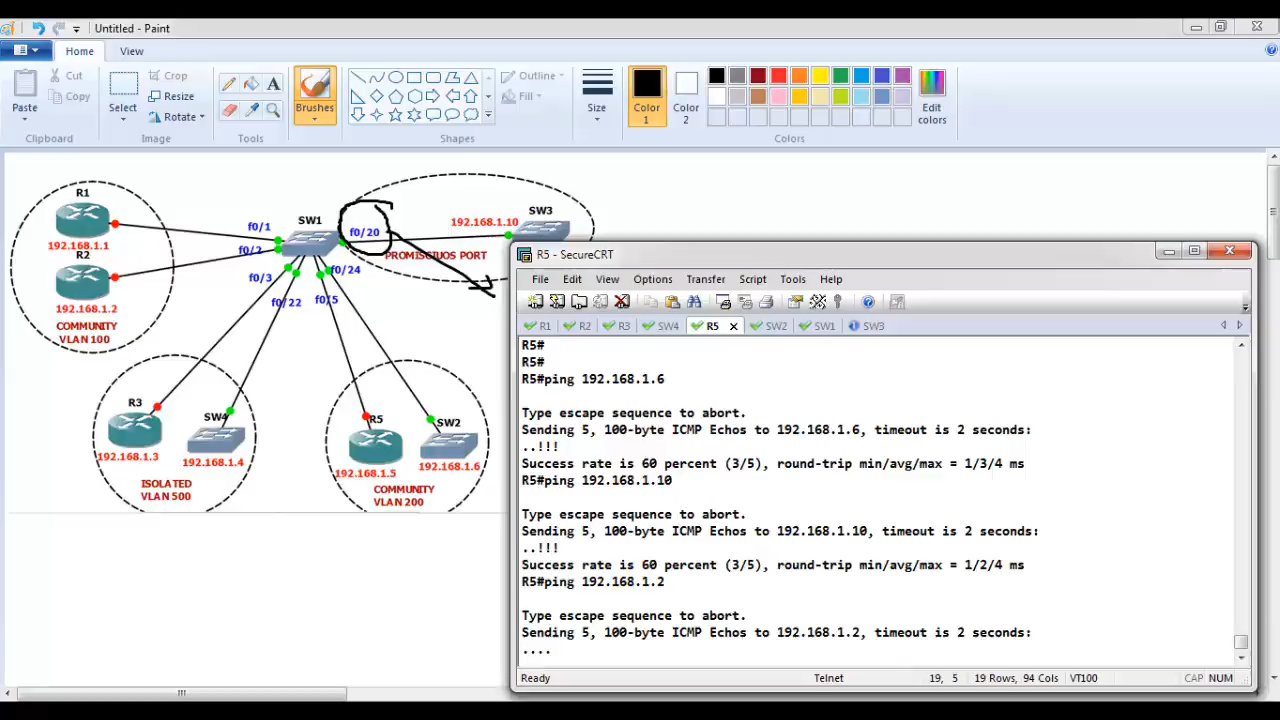 Untitled - Paint
Home View
Paste
Cut
Copy
Clipboard
Select
Crop
Resize
Rotate
Image
A
Tools
Brushes
Outline
Fill
Shapes
Size
Color 1
Color 2
Edit colors
Colors
R1
192.168.1.1
R2
192.168.1.2
COMMUNITY
VLAN 100
f0/1
f0/2
f0/3
f0/22
f0/5
f0/24
SW1
f0/20
192.168.1.10
SW3
PROMISCIUOS PORT
R3
192.168.1.3
SW4
192.168.1.4
ISOLATED
VLAN 500
R5
192.168.1.5
SW2
192.168.1.6
COMMUNITY
VLAN 200
R5 - SecureCRT
File Edit View Options Transfer Script Tools Help
R1 R2 R3 SW4 R5 SW2 SW1 SW3
R5#
R5#
R5#ping 192.168.1.6
Type escape sequence to abort.
Sending 5, 100-byte ICMP Echos to 192.168.1.6, timeout is 2 seconds:
..!!!
Success rate is 60 percent (3/5), round-trip min/avg/max = 1/3/4 ms
R5#ping 192.168.1.10
Type escape sequence to abort.
Sending 5, 100-byte ICMP Echos to 192.168.1.10, timeout is 2 seconds:
..!!!
Success rate is 60 percent (3/5), round-trip min/avg/max = 1/2/4 ms
R5#ping 192.168.1.2
Type escape sequence to abort.
Sending 5, 100-byte ICMP Echos to 192.168.1.2, timeout is 2 seconds:
....
Ready Telnet 19, 5 19 Rows, 94 Cols VT100 CAP NUM